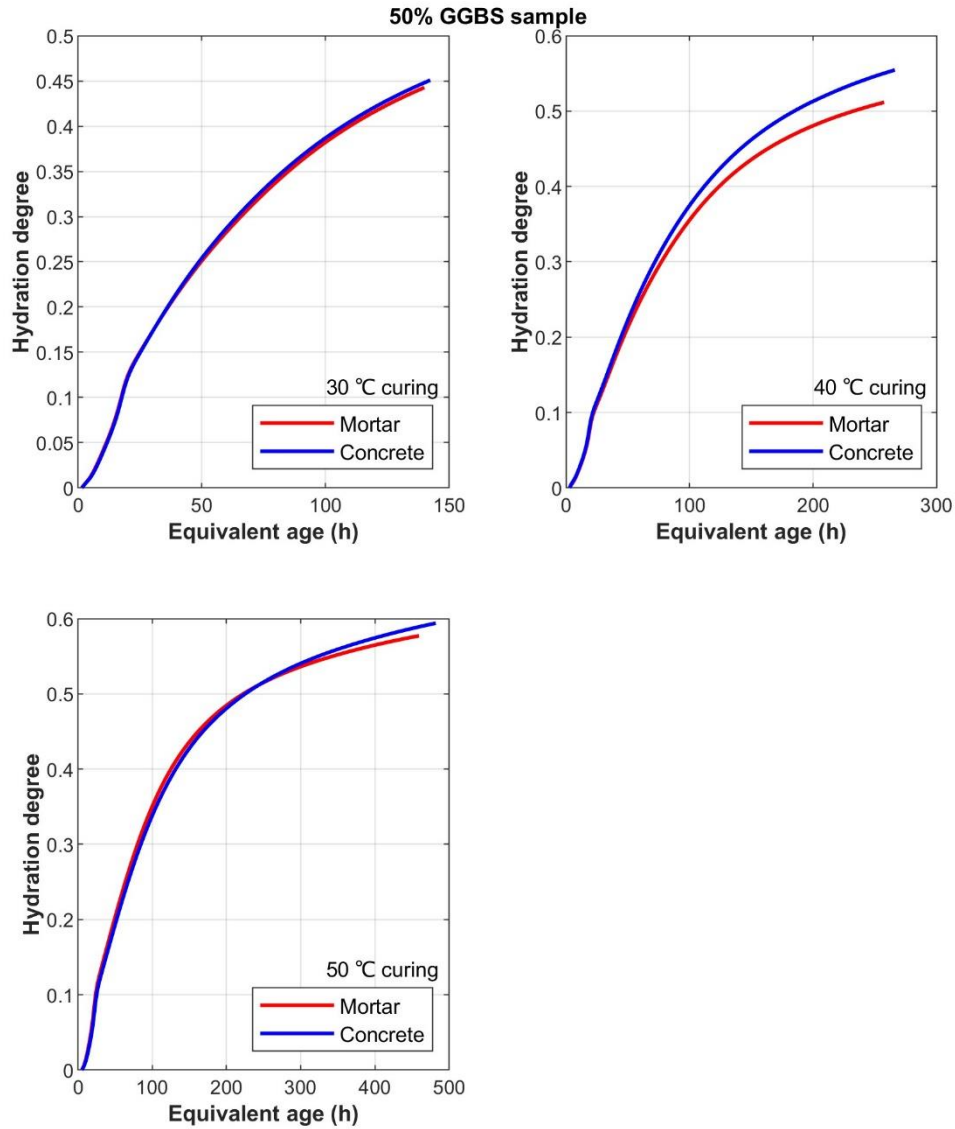 50% GGBS sample
0.5
0.45
0.4
0.35
0.3
0.25
0.2
0.15
0.1
0.05
0
Hydration degree
30 ℃ curing
Mortar
Concrete
0 50 100 150
Equivalent age (h)
0.6
0.5
0.4
0.3
0.2
0.1
0
Hydration degree
40 ℃ curing
Mortar
Concrete
0 100 200 300
Equivalent age (h)
0.6
0.5
0.4
0.3
0.2
0.1
0
Hydration degree
50 ℃ curing
Mortar
Concrete
0 100 200 300 400 500
Equivalent age (h)